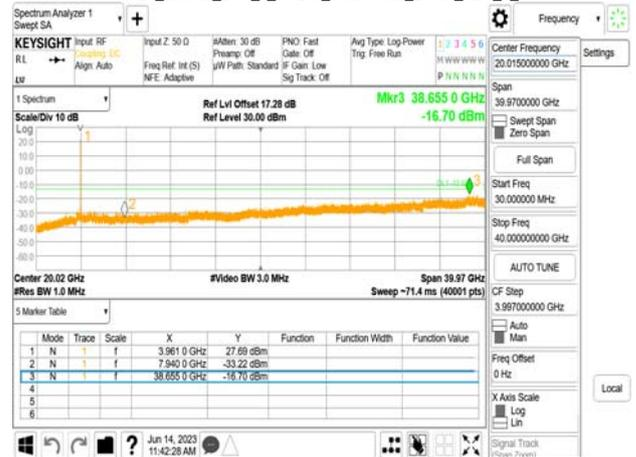 Spectrum Analyzer 1
Swept SA
Frequency
KEYSIGHT
Input: RF
Coupling: DC
Align: Auto
Input Z: 50 Ω
Freq Ref: Int (S)
NFE: Adaptive
#Atten: 30 dB
Preamp: Off
µW Path: Standard
PNO: Fast
Gate: Off
IF Gain: Low
Sig Track: Off
Avg Type: Log-Power
Trig: Free Run
1 2 3 4 5 6
M W W W W W
P N N N N N
RL
Center Frequency
20.015000000 GHz
Settings
Span
39.9700000 GHz
Swept Span
Zero Span
Full Span
Start Freq
30.000000 MHz
Stop Freq
40.000000000 GHz
AUTO TUNE
CF Step
3.997000000 GHz
Auto
Man
Freq Offset
0 Hz
X Axis Scale
Log
Lin
Signal Track
(Span Zoom)
Local
1 Spectrum
Scale/Div 10 dB
Ref Lvl Offset 17.28 dB
Ref Level 30.00 dBm
Mkr3 38.655 0 GHz
-16.70 dBm
Log
20.0
10.0
0.00
-10.0
-20.0
-30.0
-40.0
-50.0
-60.0
1
2
3
Center 20.02 GHz
#Res BW 1.0 MHz
#Video BW 3.0 MHz
Span 39.97 GHz
Sweep ~71.4 ms (40001 pts)
5 Marker Table
Mode Trace Scale X Y Function Function Width Function Value
1 N 1 f 3.961 0 GHz 27.69 dBm
2 N 1 f 7.940 0 GHz -33.22 dBm
3 N 1 f 38.655 0 GHz -16.70 dBm
4
5
6
Jun 14, 2023
11:42:28 AM